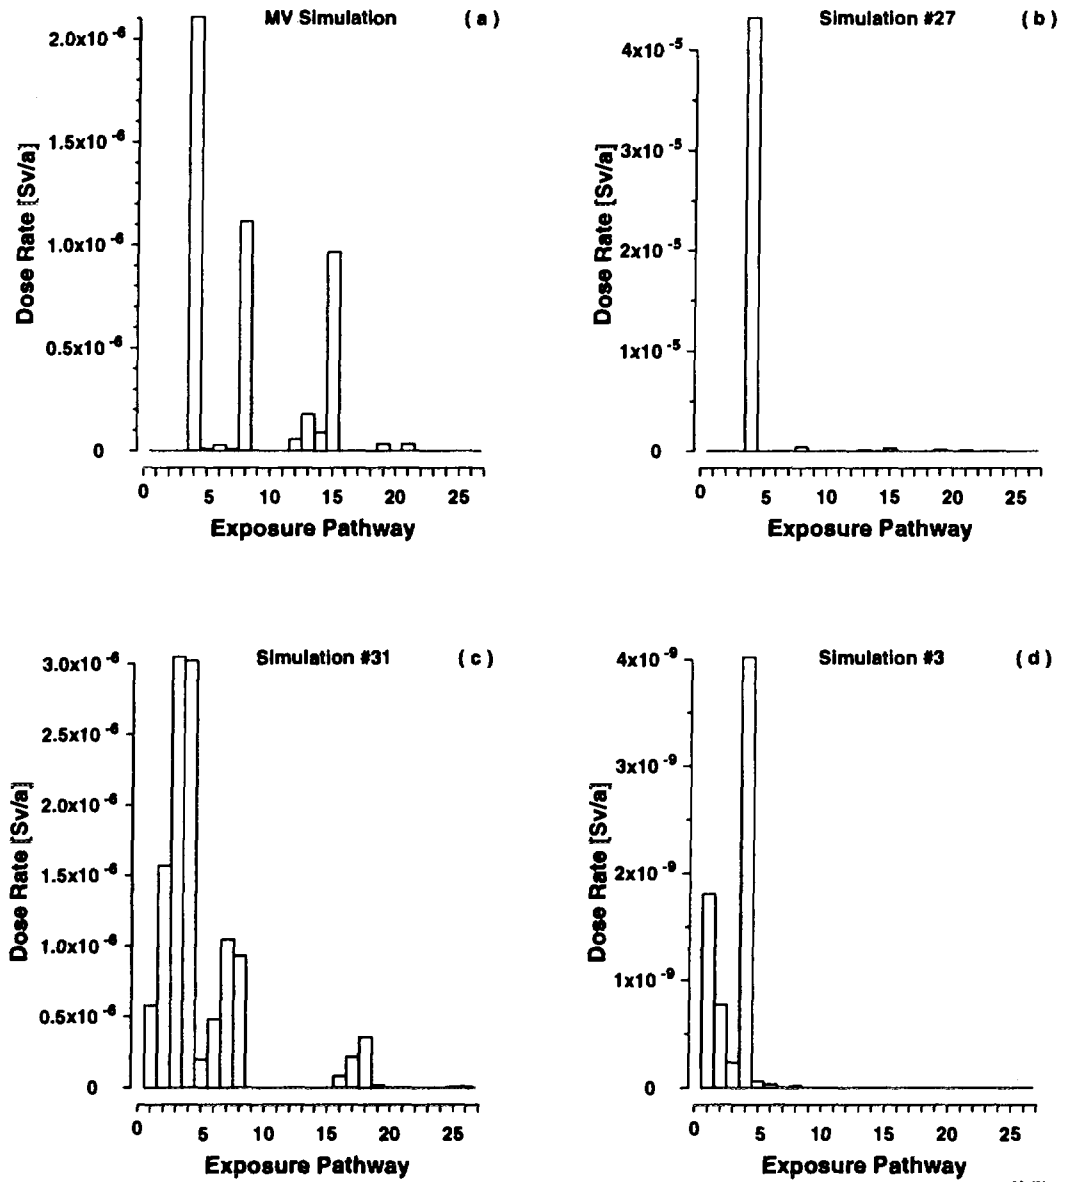 MV Simulation (a)
Dose Rate [Sv/a]
2.0x10 -6
1.5x10 -6
1.0x10 -6
0.5x10 -6
0
0 5 10 15 20 25
Exposure Pathway
Simulation #27 (b)
Dose Rate [Sv/a]
4x10 -5
3x10 -5
2x10 -5
1x10 -5
0
0 5 10 15 20 25
Exposure Pathway
Simulation #31 (c)
Dose Rate [Sv/a]
3.0x10 -6
2.5x10 -6
2.0x10 -6
1.5x10 -6
1.0x10 -6
0.5x10 -6
0
0 5 10 15 20 25
Exposure Pathway
Simulation #3 (d)
Dose Rate [Sv/a]
4x10 -9
3x10 -9
2x10 -9
1x10 -9
0
0 5 10 15 20 25
Exposure Pathway